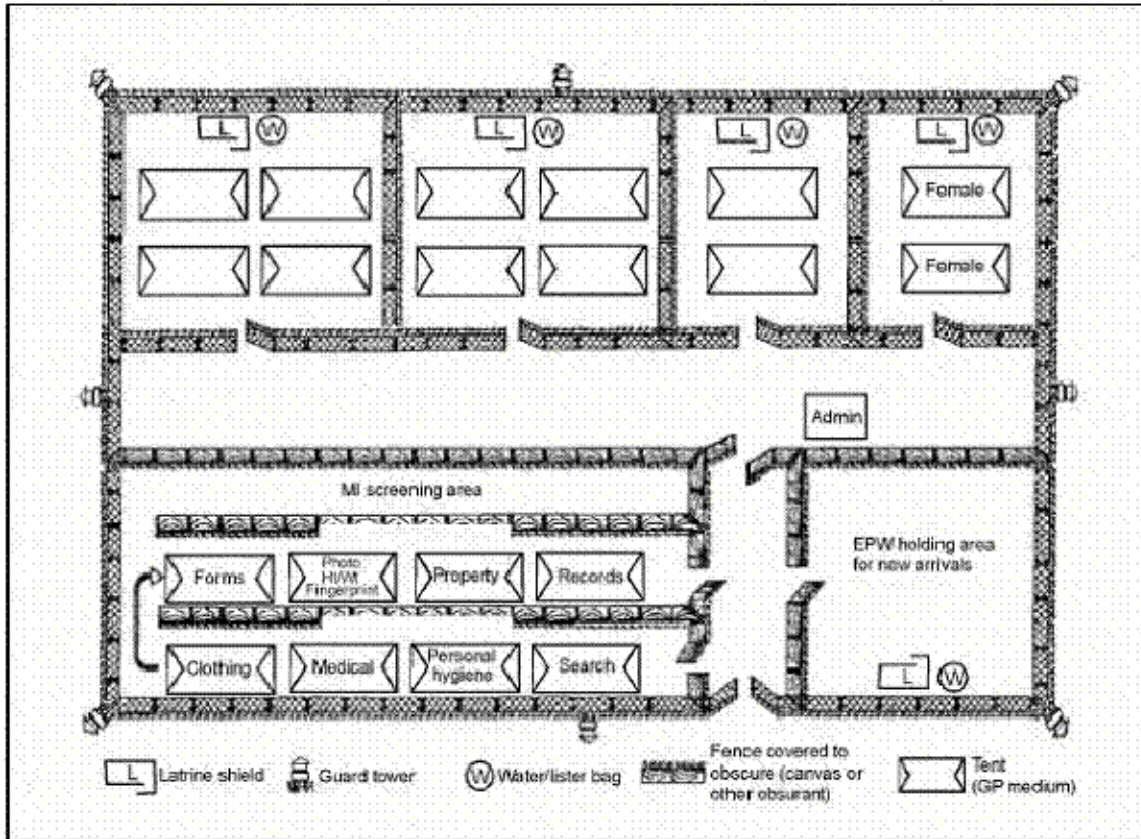 L W L W L W L W
Female
Female
Admin
MI screening area
EPW holding area
for new arrivals
Forms
Photo
Ht/Wt
Fiingerprint
Property
Records
Clothing
Medical
Personal
hygiene
Search
L W
L Latrine shield
Guard tower
W Water/lister bag
Fence covered to
obscure (canvas or
other obsurant)
Tent
(GP medium)